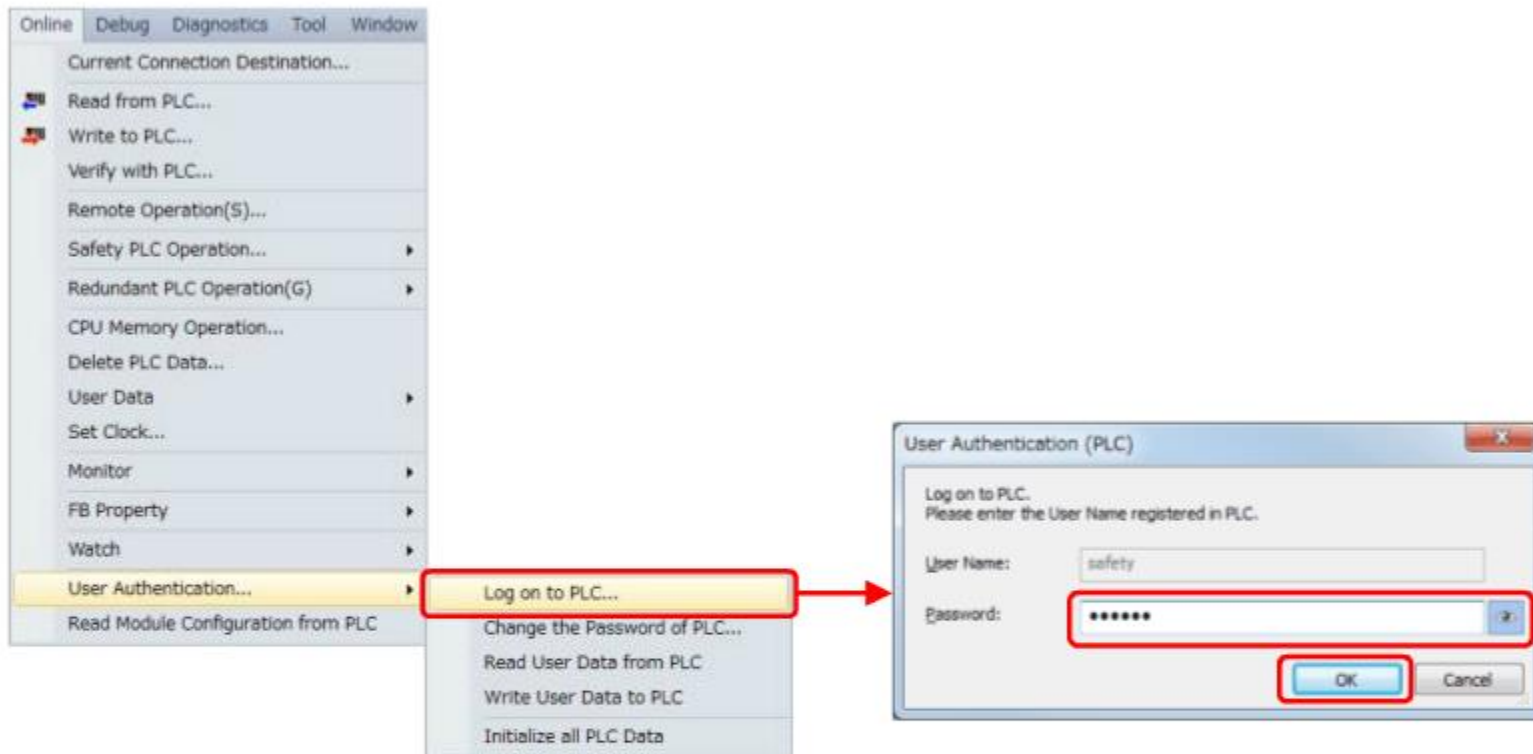 Online Debug Diagnostics Tool Window
Current Connection Destination...
Read from PLC...
Write to PLC...
Verify with PLC...
Remote Operation(S)...
Safety PLC Operation...
Redundant PLC Operation(G)
CPU Memory Operation...
Delete PLC Data...
User Data
Set Clock...
Monitor
FB Property
Watch
User Authentication...
Read Module Configuration from PLC
Log on to PLC...
Change the Password of PLC...
Read User Data from PLC
Write User Data to PLC
Initialize all PLC Data
User Authentication (PLC)
Log on to PLC.
Please enter the User Name registered in PLC.
User Name: safety
Password: ••••••
OK Cancel